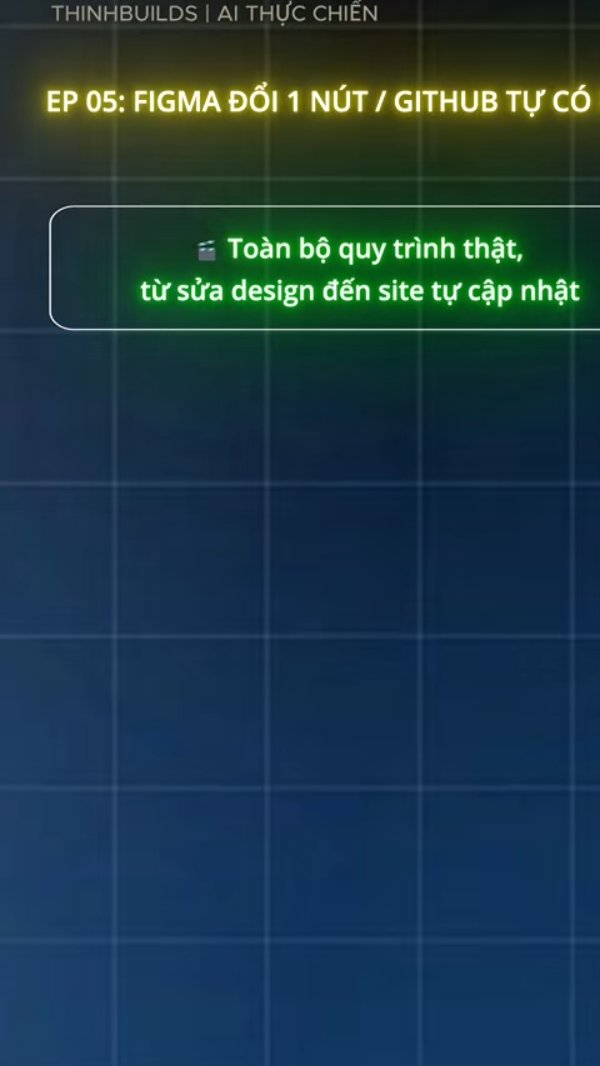 THINHBUILDS | AI THỰC CHIẾN
EP 05: FIGMA ĐỔI 1 NÚT / GITHUB TỰ CÓ
🎬 Toàn bộ quy trình thật,
từ sửa design đến site tự cập nhật